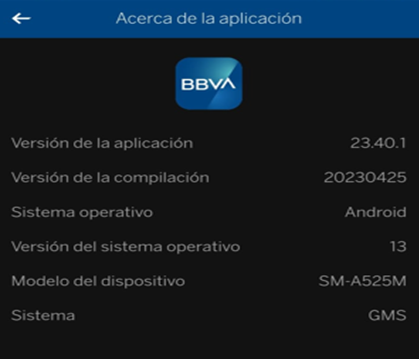 Acerca de la aplicación
BBVA
Versión de la aplicación 23.40.1
Versión de la compilación 20230425
Sistema operativo Android
Versión del sistema operativo 13
Modelo del dispositivo SM-A525M
Sistema GMS